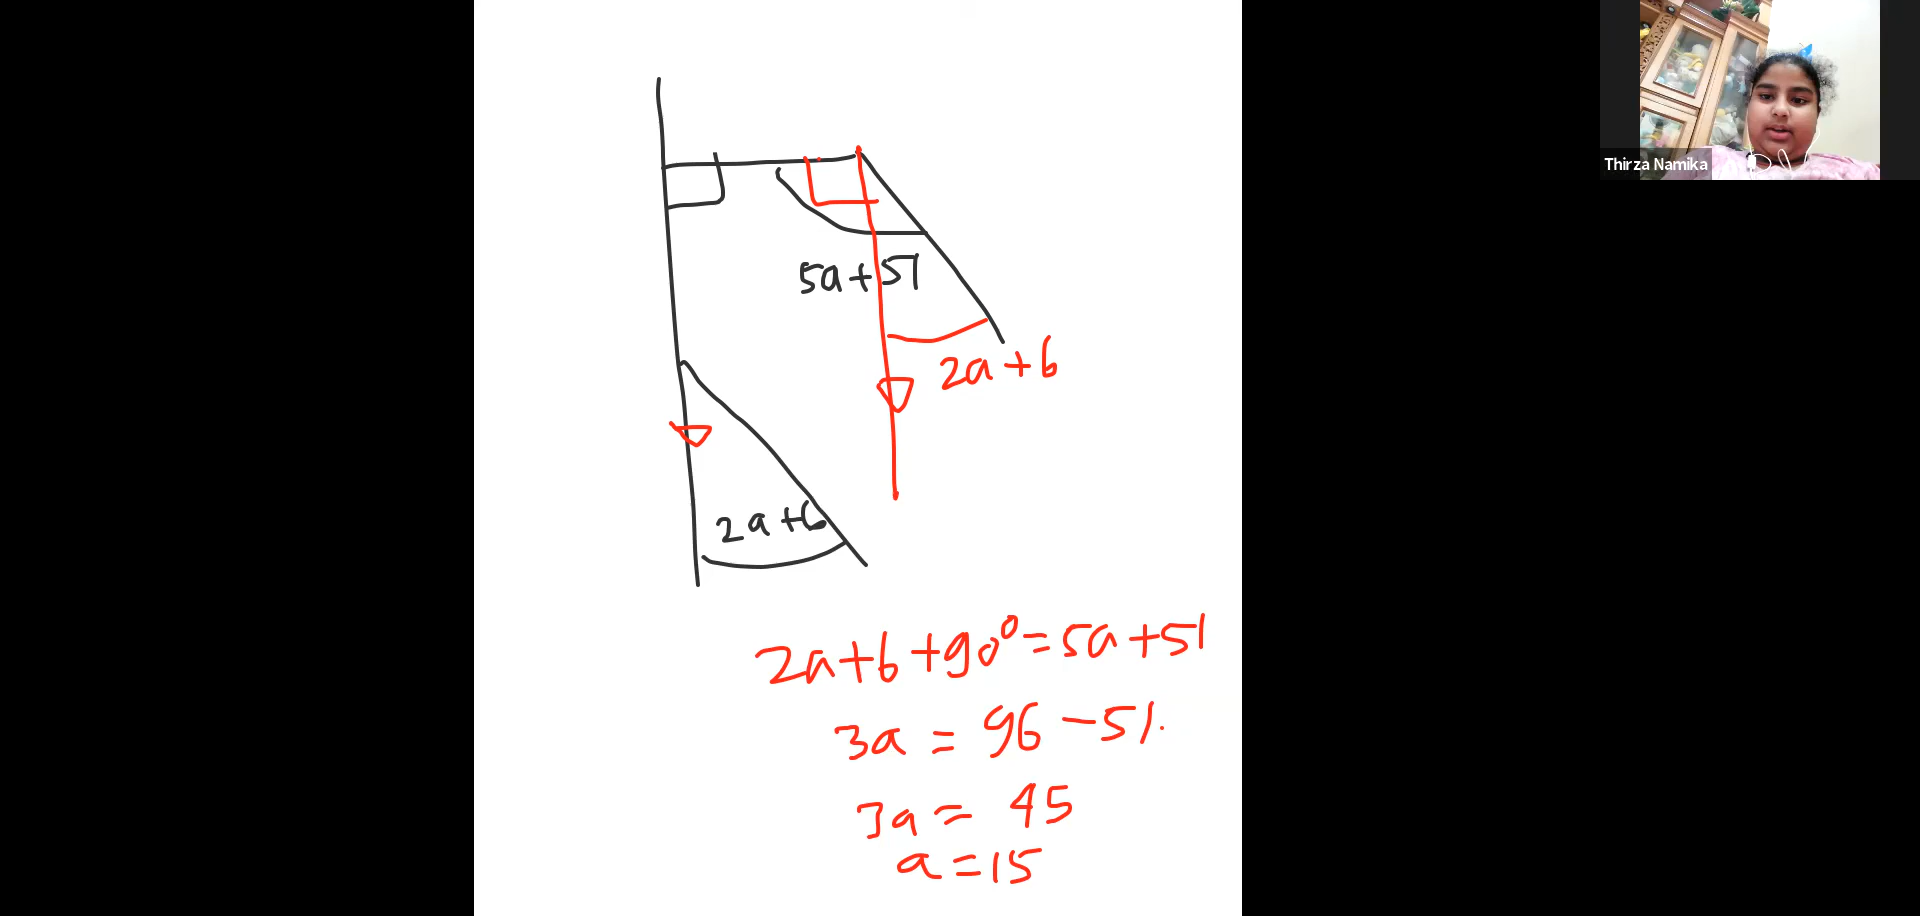 5a+51
2a+6
2a+6
2a+6+90°=5a+51
3a = 96-51.
3a = 45
a=15
Thirza Namika